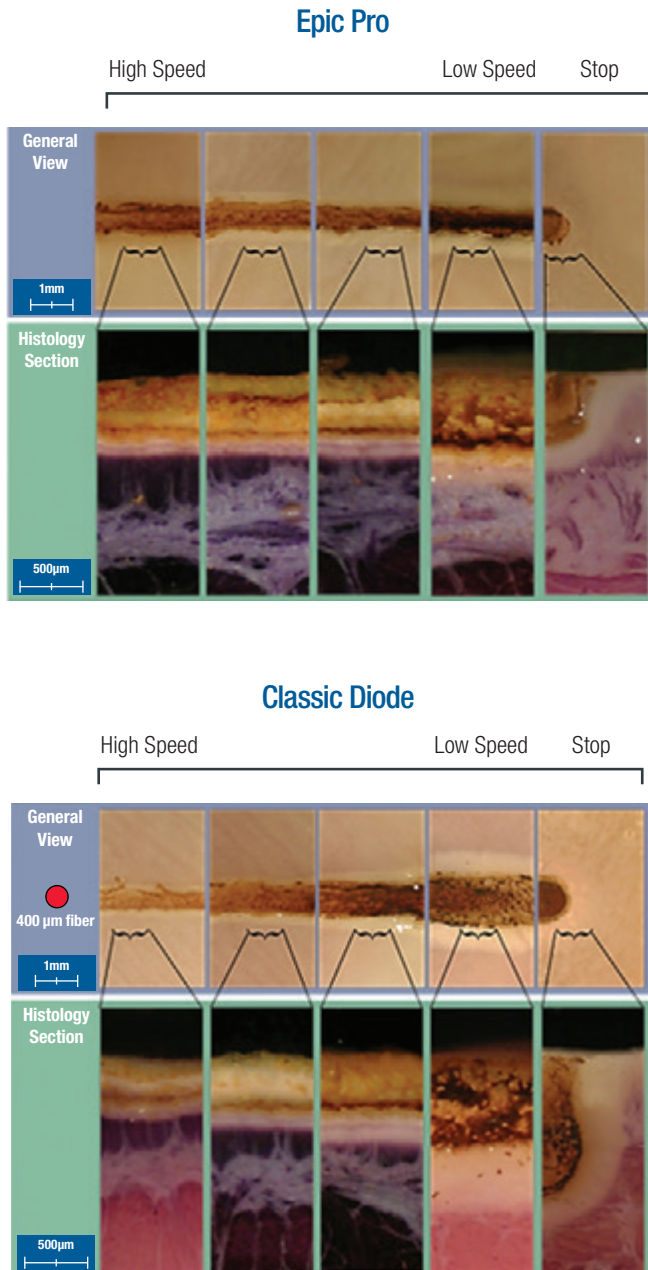 Epic Pro
High Speed
Low Speed
Stop
General
View
1mm
Histology
Section
500μm
Classic Diode
High Speed
Low Speed
Stop
General
View
400 μm fiber
1mm
Histology
Section
500μm